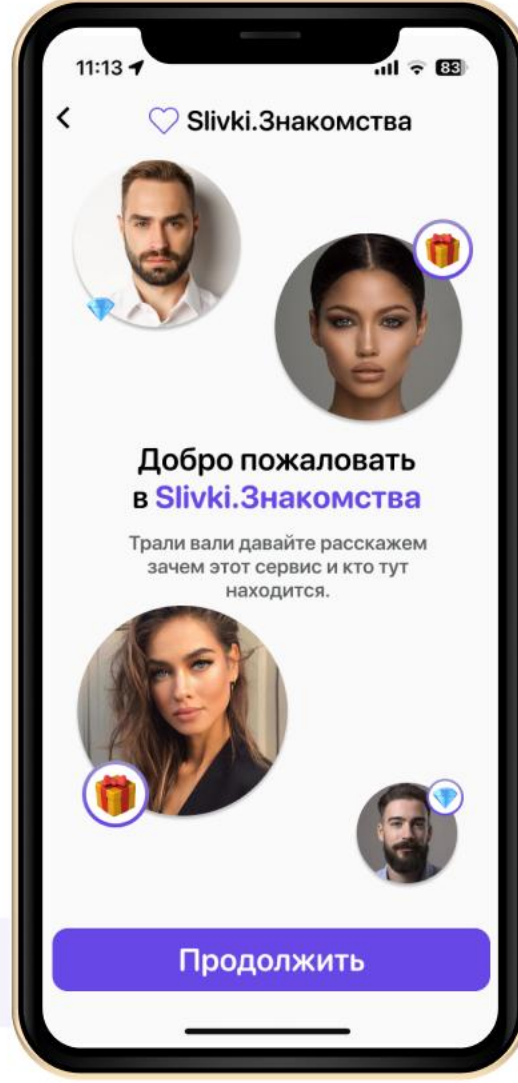 11:13
83
Slivki.Знакомства
Добро пожаловать
в Slivki.Знакомства
Трали вали давайте расскажем
зачем этот сервис и кто тут
находится.
Продолжить